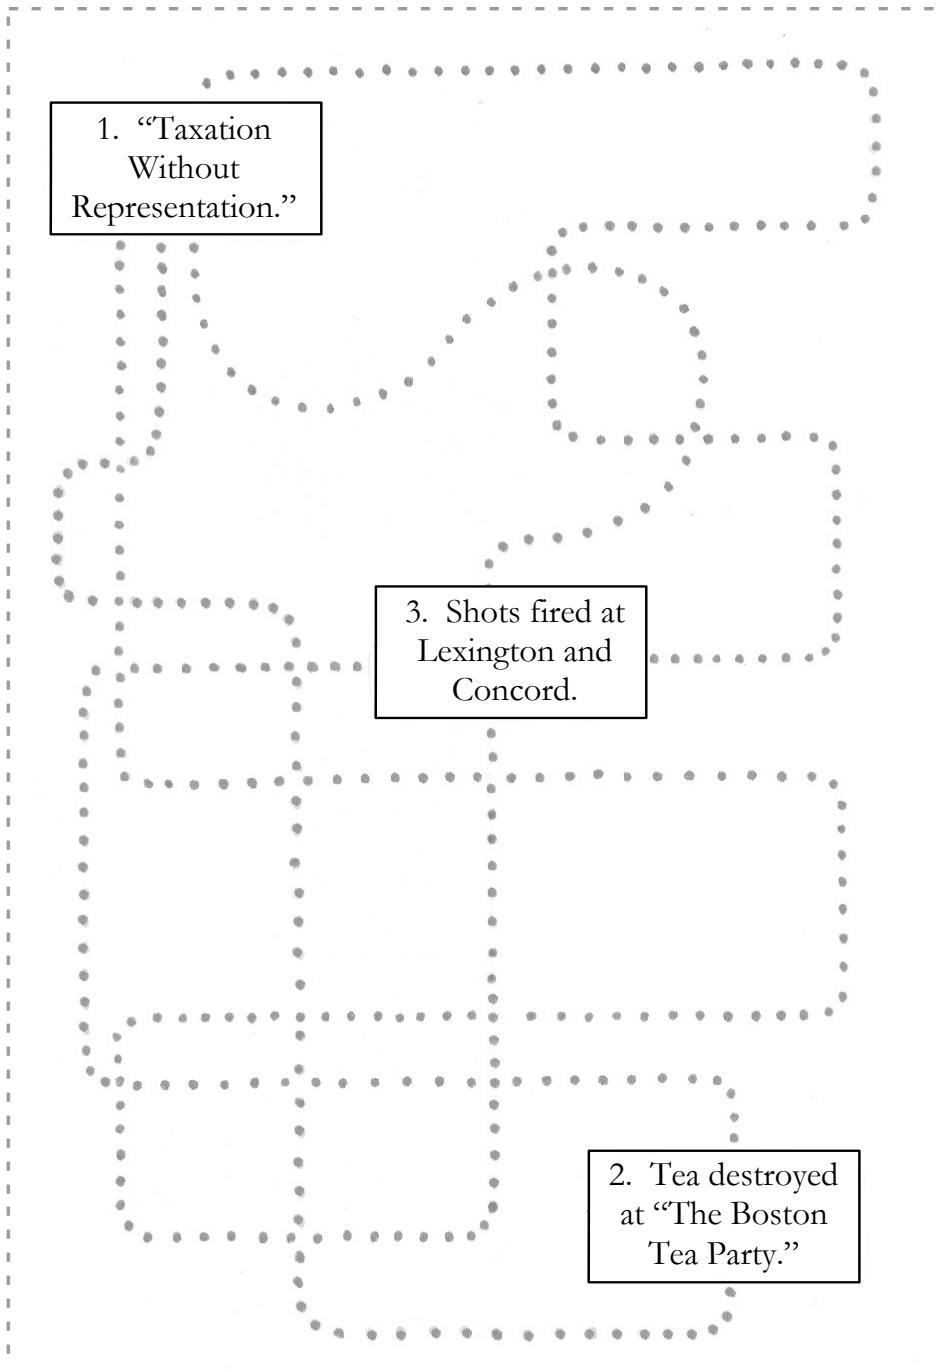 1. “Taxation
Without
Representation.”
3. Shots fired at
Lexington and
Concord.
2. Tea destroyed
at “The Boston
Tea Party.”